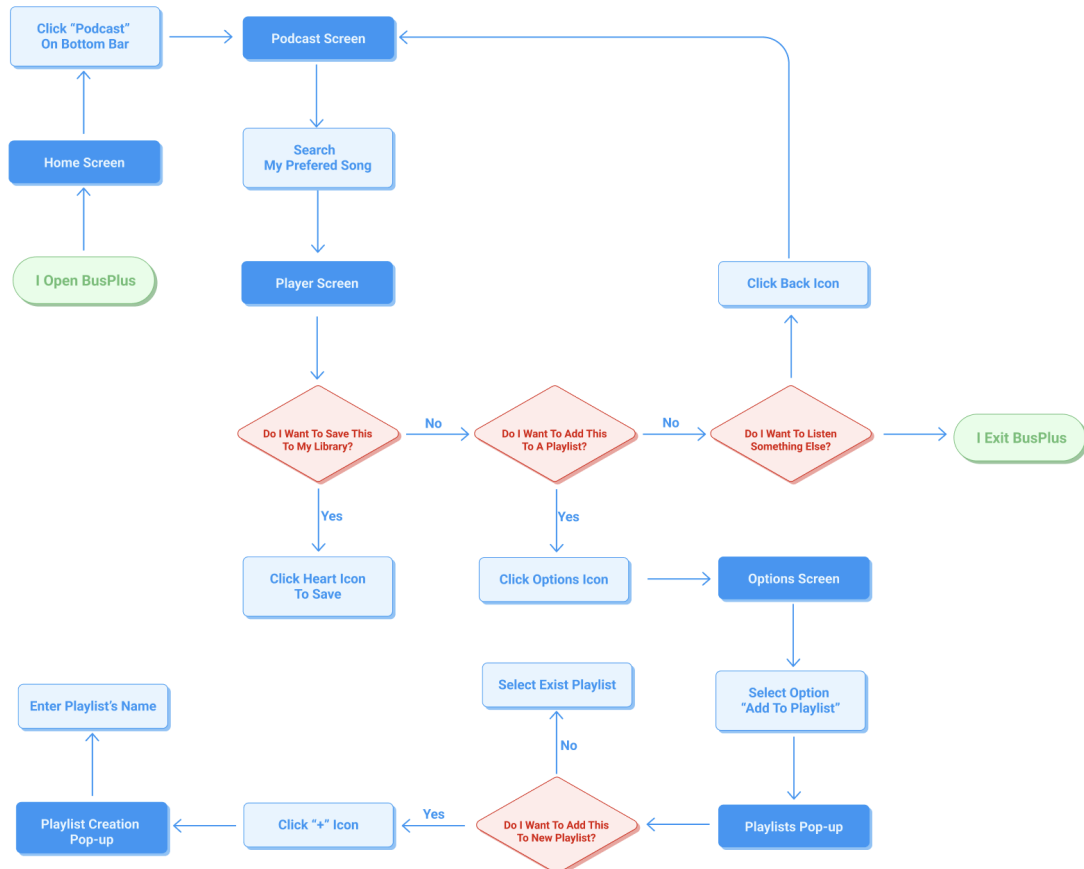 Click “Podcast”
On Bottom Bar
Podcast Screen
Home Screen
Search
My Prefered Song
I Open BusPlus
Player Screen
Click Back Icon
Do I Want To Save This
To My Library?
No
Do I Want To Add This
To A Playlist?
No
Do I Want To Listen
Something Else?
I Exit BusPlus
Yes
Yes
Click Heart Icon
To Save
Click Options Icon
Options Screen
Enter Playlist’s Name
Select Exist Playlist
Select Option
“Add To Playlist”
No
Playlist Creation
Pop-up
Click “+” Icon
Yes
Do I Want To Add This
To New Playlist?
Playlists Pop-up